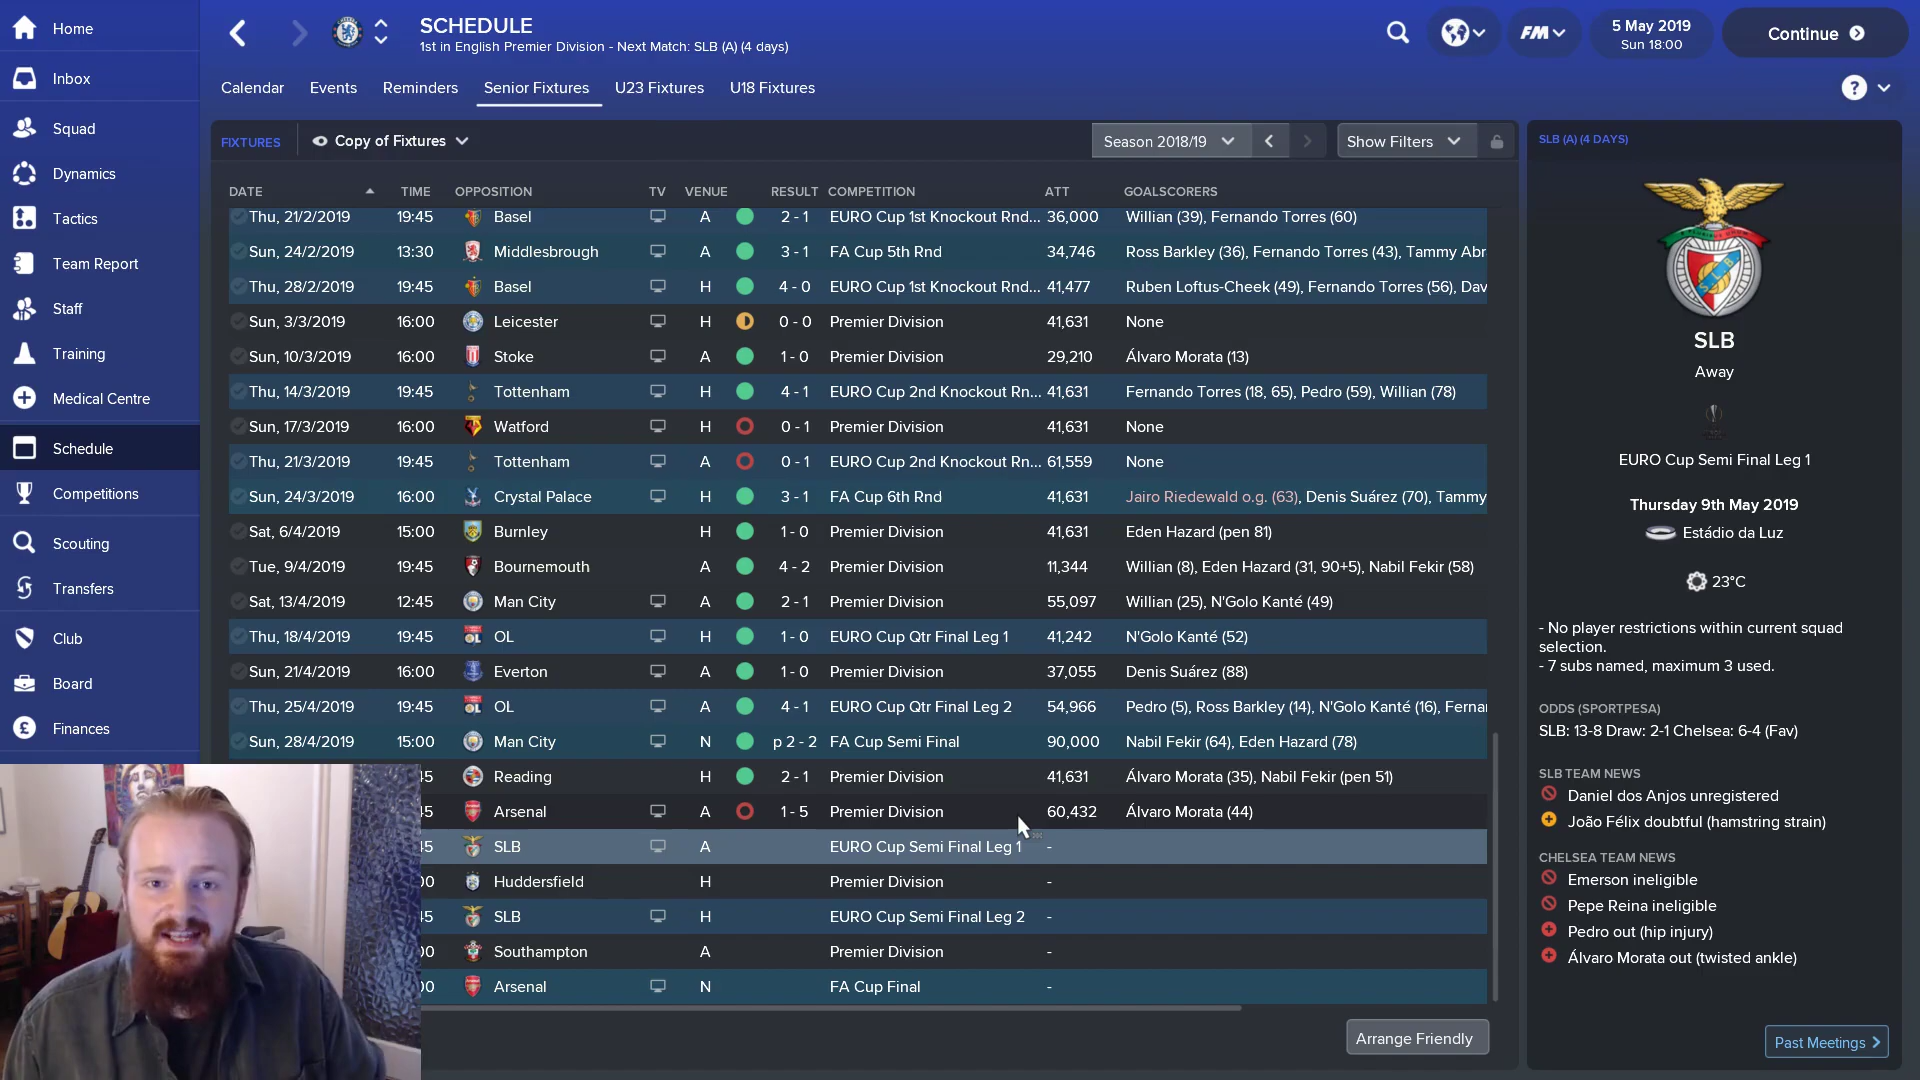 Home
Inbox
Squad
Dynamics
Tactics
Team Report
Staff
Training
Medical Centre
Schedule
Competitions
Scouting
Transfers
Club
Board
Finances
SCHEDULE
1st in English Premier Division - Next Match: SLB (A) (4 days)
FM
5 May 2019
Sun 18:00
Continue
Calendar Events Reminders Senior Fixtures U23 Fixtures U18 Fixtures
?
FIXTURES Copy of Fixtures Season 2018/19 Show Filters
DATE TIME OPPOSITION TV VENUE RESULT COMPETITION ATT GOALSCORERS
Thu, 21/2/2019 19:45 Basel A 2 - 1 EURO Cup 1st Knockout Rnd... 36,000 Willian (39), Fernando Torres (60)
Sun, 24/2/2019 13:30 Middlesbrough A 3 - 1 FA Cup 5th Rnd 34,746 Ross Barkley (36), Fernando Torres (43), Tammy Abr
Thu, 28/2/2019 19:45 Basel H 4 - 0 EURO Cup 1st Knockout Rnd... 41,477 Ruben Loftus-Cheek (49), Fernando Torres (56), Dav
Sun, 3/3/2019 16:00 Leicester H 0 - 0 Premier Division 41,631 None
Sun, 10/3/2019 16:00 Stoke A 1 - 0 Premier Division 29,210 Álvaro Morata (13)
Thu, 14/3/2019 19:45 Tottenham H 4 - 1 EURO Cup 2nd Knockout Rn... 41,631 Fernando Torres (18, 65), Pedro (59), Willian (78)
Sun, 17/3/2019 16:00 Watford H 0 - 1 Premier Division 41,631 None
Thu, 21/3/2019 19:45 Tottenham A 0 - 1 EURO Cup 2nd Knockout Rn... 61,559 None
Sun, 24/3/2019 16:00 Crystal Palace H 3 - 1 FA Cup 6th Rnd 41,631 Jairo Riedewald o.g. (63), Denis Suárez (70), Tammy
Sat, 6/4/2019 15:00 Burnley H 1 - 0 Premier Division 41,631 Eden Hazard (pen 81)
Tue, 9/4/2019 19:45 Bournemouth A 4 - 2 Premier Division 11,344 Willian (8), Eden Hazard (31, 90+5), Nabil Fekir (58)
Sat, 13/4/2019 12:45 Man City A 2 - 1 Premier Division 55,097 Willian (25), N'Golo Kanté (49)
Thu, 18/4/2019 19:45 OL H 1 - 0 EURO Cup Qtr Final Leg 1 41,242 N'Golo Kanté (52)
Sun, 21/4/2019 16:00 Everton A 1 - 0 Premier Division 37,055 Denis Suárez (88)
Thu, 25/4/2019 19:45 OL A 4 - 1 EURO Cup Qtr Final Leg 2 54,966 Pedro (5), Ross Barkley (14), N'Golo Kanté (16), Fernan
Sun, 28/4/2019 15:00 Man City N p 2 - 2 FA Cup Semi Final 90,000 Nabil Fekir (64), Eden Hazard (78)
45 Reading H 2 - 1 Premier Division 41,631 Álvaro Morata (35), Nabil Fekir (pen 51)
45 Arsenal A 1 - 5 Premier Division 60,432 Álvaro Morata (44)
45 SLB A EURO Cup Semi Final Leg 1 -
00 Huddersfield H Premier Division -
45 SLB H EURO Cup Semi Final Leg 2 -
00 Southampton A Premier Division -
00 Arsenal N FA Cup Final -
Arrange Friendly
SLB (A) (4 DAYS)
SLB
Away
EURO Cup Semi Final Leg 1
Thursday 9th May 2019
Estádio da Luz
23°C
- No player restrictions within current squad
selection.
- 7 subs named, maximum 3 used.
ODDS (SPORTPESA)
SLB: 13-8 Draw: 2-1 Chelsea: 6-4 (Fav)
SLB TEAM NEWS
Daniel dos Anjos unregistered
João Félix doubtful (hamstring strain)
CHELSEA TEAM NEWS
Emerson ineligible
Pepe Reina ineligible
Pedro out (hip injury)
Álvaro Morata out (twisted ankle)
Past Meetings